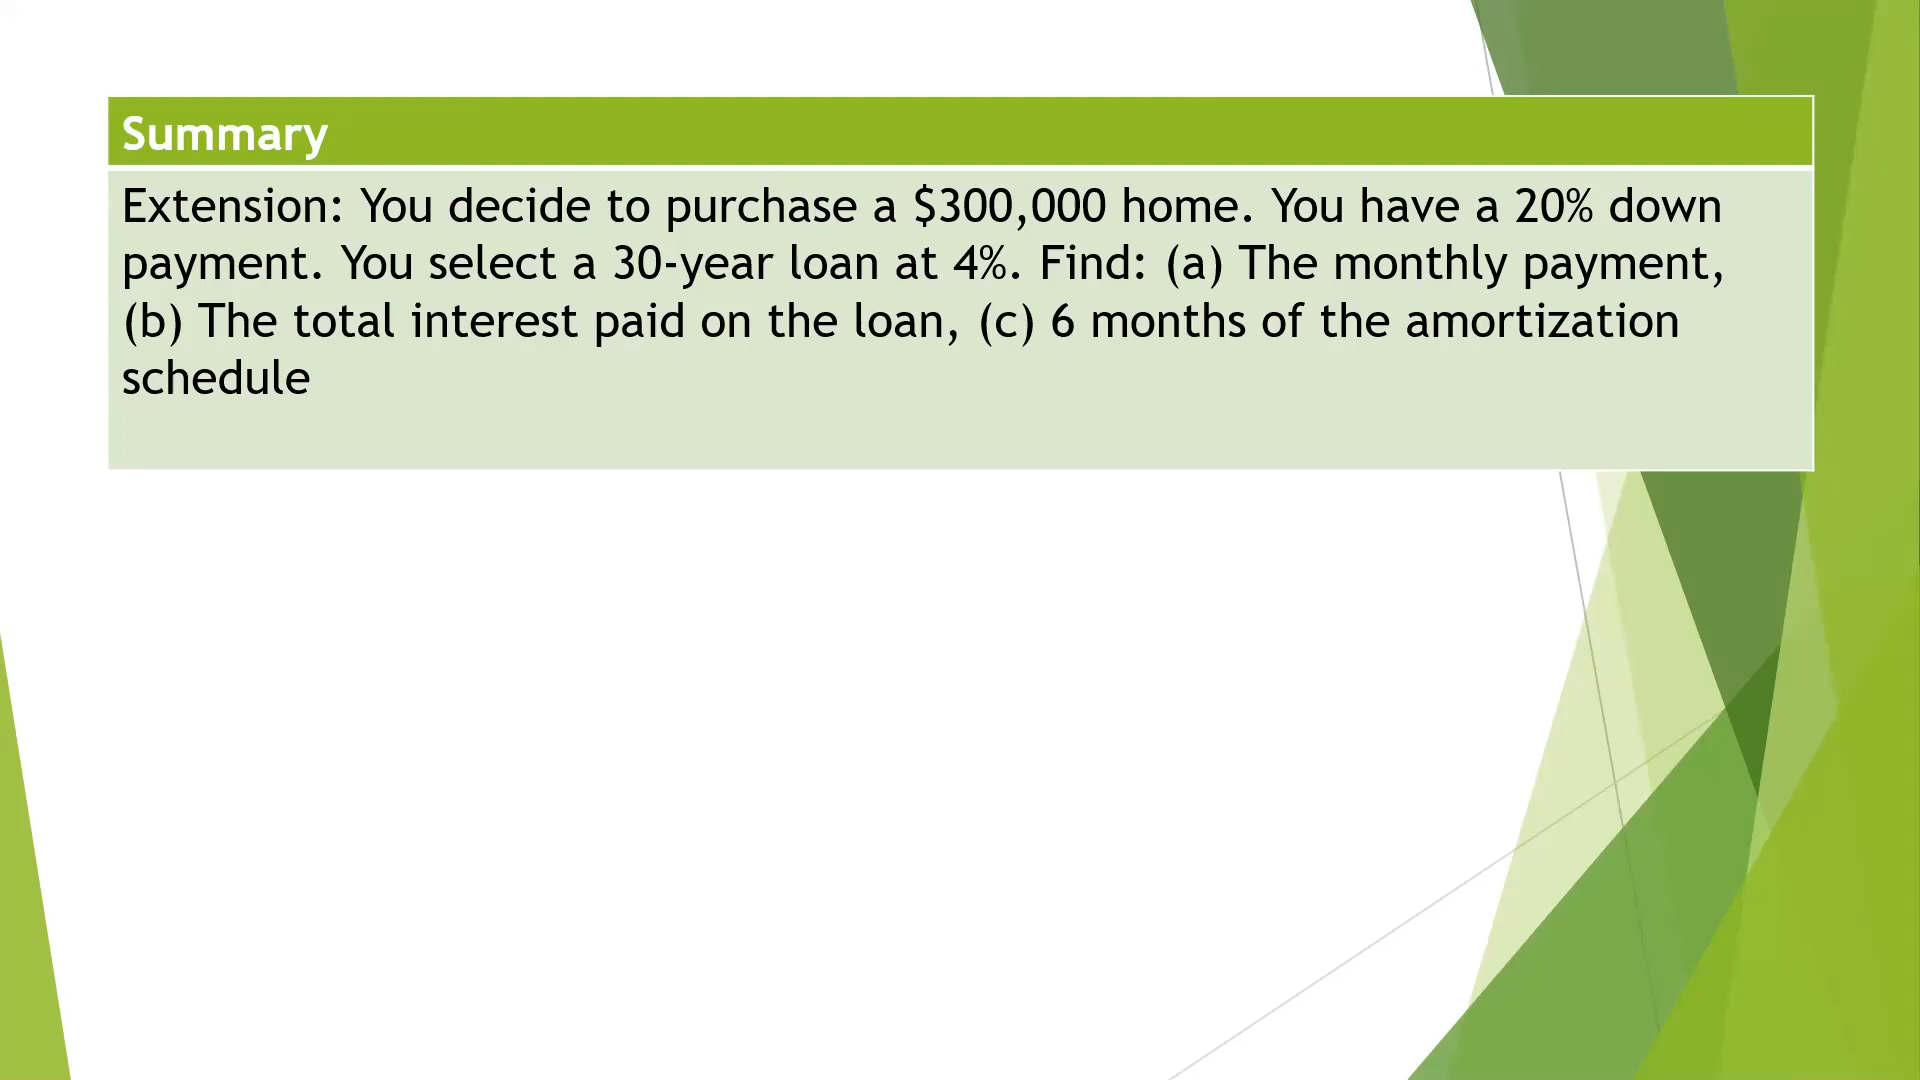 Summary
Extension: You decide to purchase a $300,000 home. You have a 20% down
payment. You select a 30-year loan at 4%. Find: (a) The monthly payment,
(b) The total interest paid on the loan, (c) 6 months of the amortization
schedule